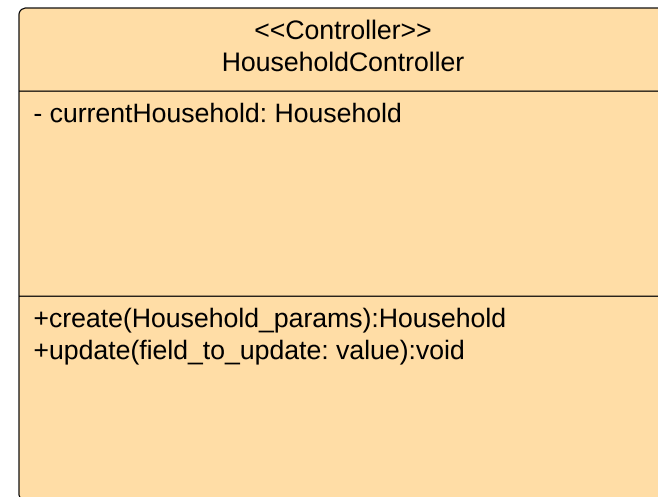 <<Controller>>
HouseholdController
- currentHousehold: Household
+create(Household_params):Household
+update(field_to_update: value):void